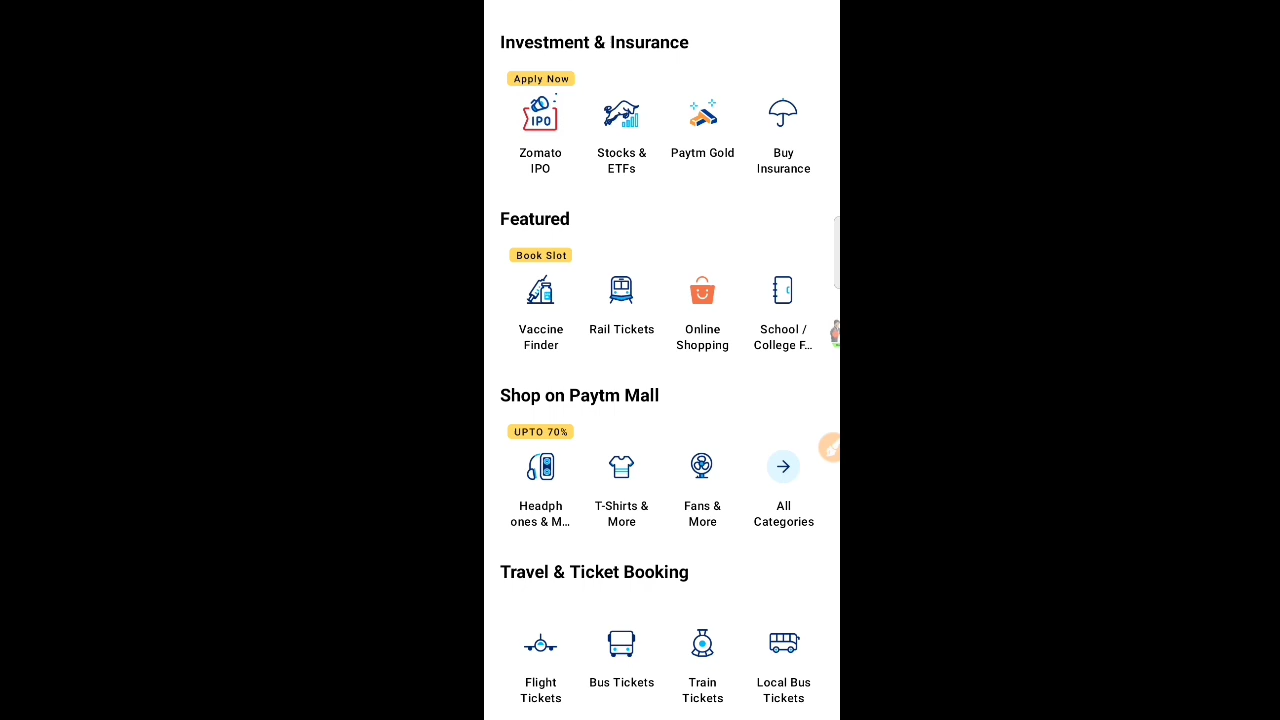 Investment & Insurance
Apply Now
IPO
Zomato Stocks & Paytm Gold Buy
IPO ETFs Insurance
Featured
Book Slot
Vaccine Rail Tickets Online School /
Finder Shopping College F...
Shop on Paytm Mall
UPTO 70%
Headph T-Shirts & Fans & All
ones & M... More More Categories
Travel & Ticket Booking
Flight Bus Tickets Train Local Bus
Tickets Tickets Tickets